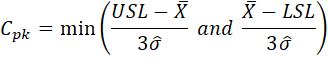 C_pk = min ( (USL − X̄) / 3σ̂ and (X̄ − LSL) / 3σ̂ )